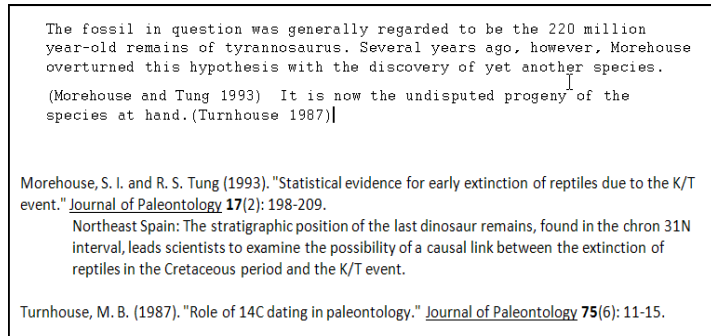 The fossil in question was generally regarded to be the 220 million
year-old remains of tyrannosaurus. Several years ago, however, Morehouse
overturned this hypothesis with the discovery of yet another species.
(Morehouse and Tung 1993)  It is now the undisputed progeny of the
species at hand.(Turnhouse 1987)
Morehouse, S. I. and R. S. Tung (1993). "Statistical evidence for early extinction of reptiles due to the K/T
event." Journal of Paleontology 17(2): 198-209.
Northeast Spain: The stratigraphic position of the last dinosaur remains, found in the chron 31N
interval, leads scientists to examine the possibility of a causal link between the extinction of
reptiles in the Cretaceous period and the K/T event.
Turnhouse, M. B. (1987). "Role of 14C dating in paleontology." Journal of Paleontology 75(6): 11-15.